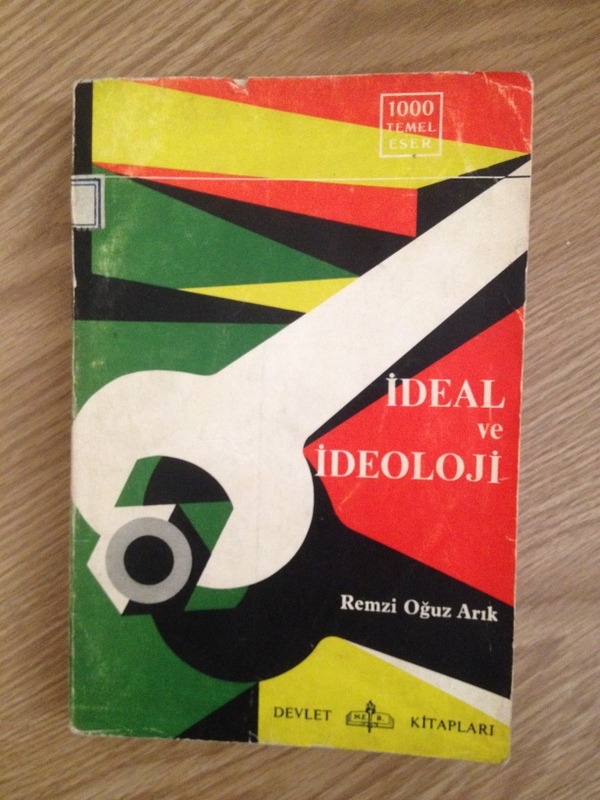 1000
TEMEL
ESER
İDEAL
ve
İDEOLOJİ
Remzi Oğuz Arık
DEVLET M.E. B. KİTAPLARI